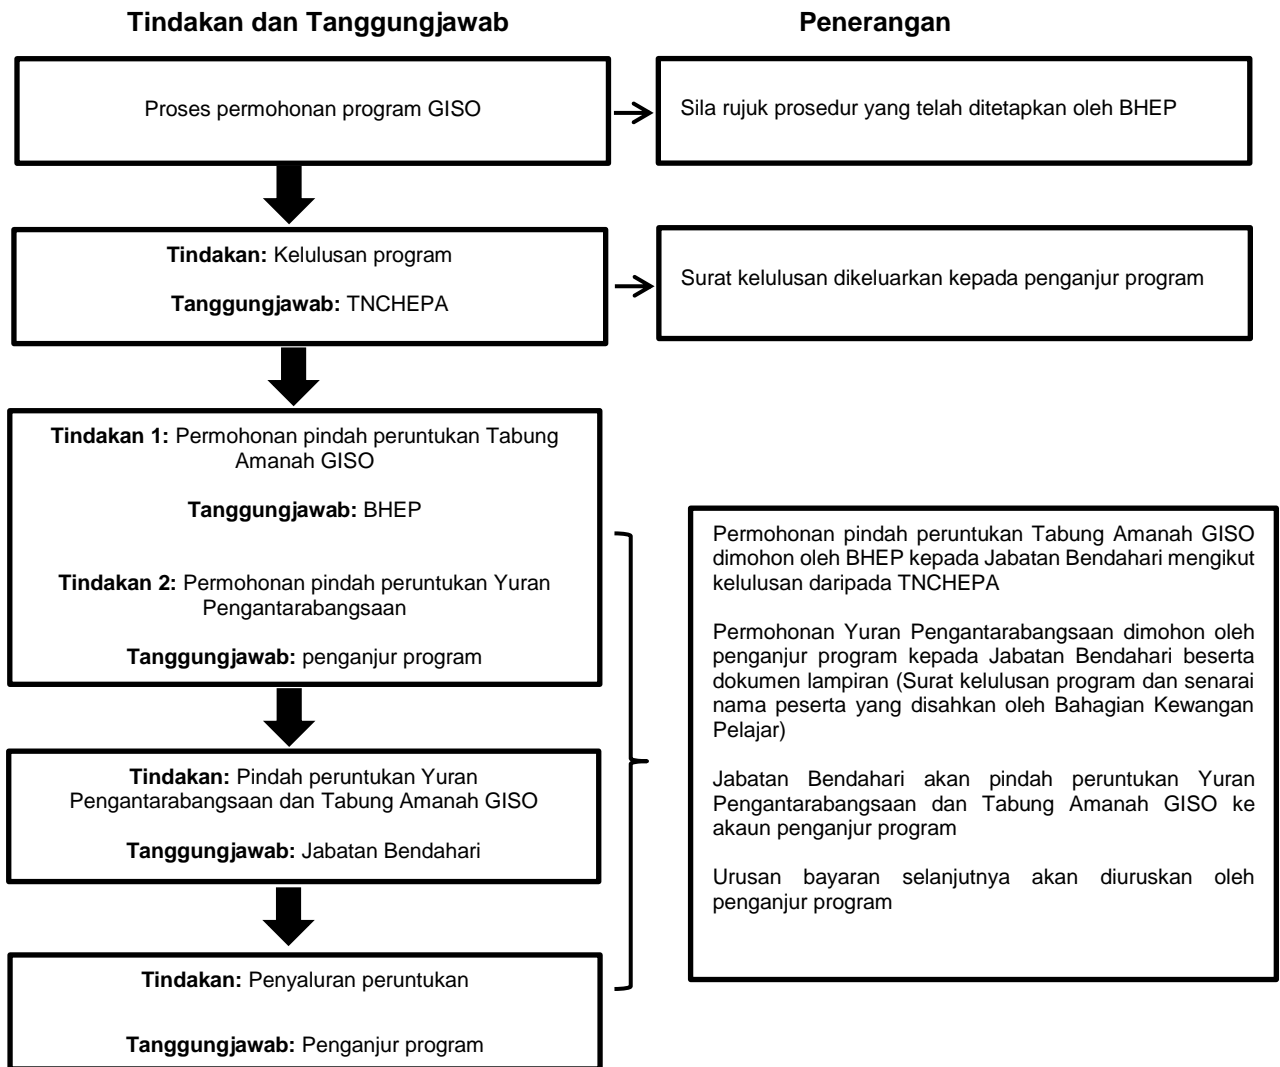 Tindakan dan Tanggungjawab
Penerangan
Proses permohonan program GISO
Sila rujuk prosedur yang telah ditetapkan oleh BHEP
Tindakan: Kelulusan program
Tanggungjawab: TNCHEPA
Surat kelulusan dikeluarkan kepada penganjur program
Tindakan 1: Permohonan pindah peruntukan Tabung
Amanah GISO
Tanggungjawab: BHEP
Tindakan 2: Permohonan pindah peruntukan Yuran
Pengantarabangsaan
Tanggungjawab: penganjur program
Tindakan: Pindah peruntukan Yuran
Pengantarabangsaan dan Tabung Amanah GISO
Tanggungjawab: Jabatan Bendahari
Tindakan: Penyaluran peruntukan
Tanggungjawab: Penganjur program
Permohonan pindah peruntukan Tabung Amanah GISO
dimohon oleh BHEP kepada Jabatan Bendahari mengikut
kelulusan daripada TNCHEPA
Permohonan Yuran Pengantarabangsaan dimohon oleh
penganjur program kepada Jabatan Bendahari beserta
dokumen lampiran (Surat kelulusan program dan senarai
nama peserta yang disahkan oleh Bahagian Kewangan
Pelajar)
Jabatan Bendahari akan pindah peruntukan Yuran
Pengantarabangsaan dan Tabung Amanah GISO ke
akaun penganjur program
Urusan bayaran selanjutnya akan diuruskan oleh
penganjur program